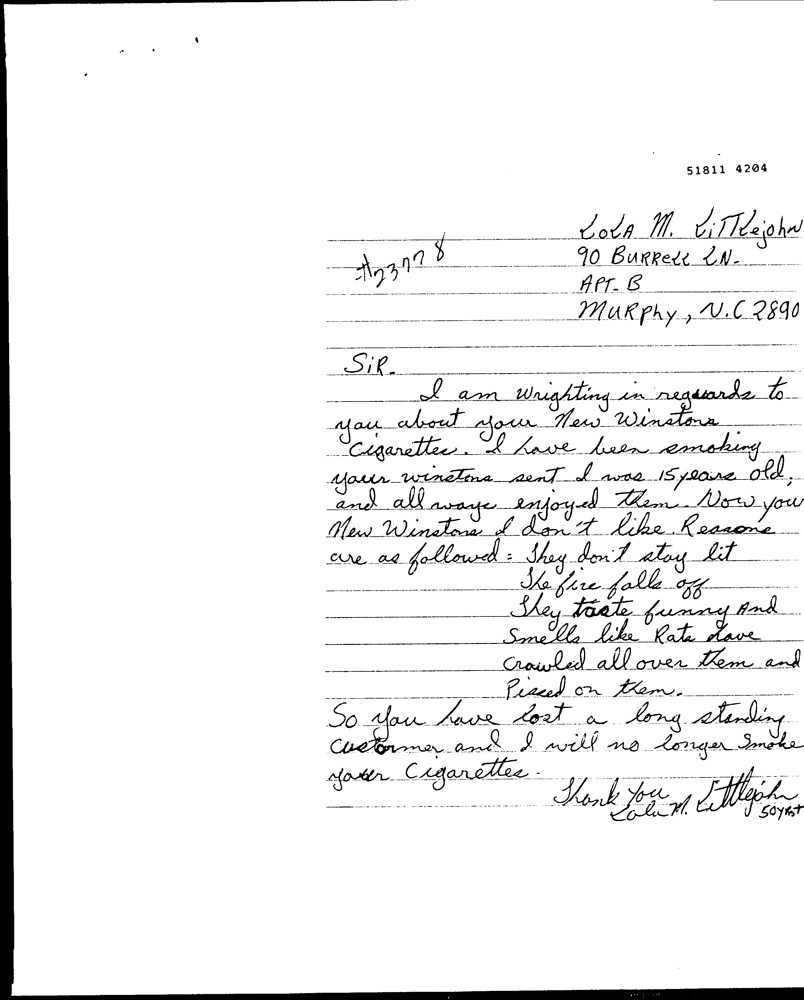 51811 4204
LoLA M. LiTTLejohn
90 BURRell LN.
#23778
APT- B
MURphy, N.C 2890
SiR.
I am wrighting in reguards to
you about your New Winstons
Cigarettes. I have been smoking
your winstons sent I was 15 years old,
and all ways enjoyed them. Now you
New Winstons I don't like. Reasons
are as followed: They don't stay lit
The fire falls off
They taste funny And
Smells like Rats Have
Crawled all over them and
Pissed on them.
So you have lost a long standing
Custormer and I will no longer Smoke
your Cigarettes.
Thank You
Lola M. Littlejohn
50yrs